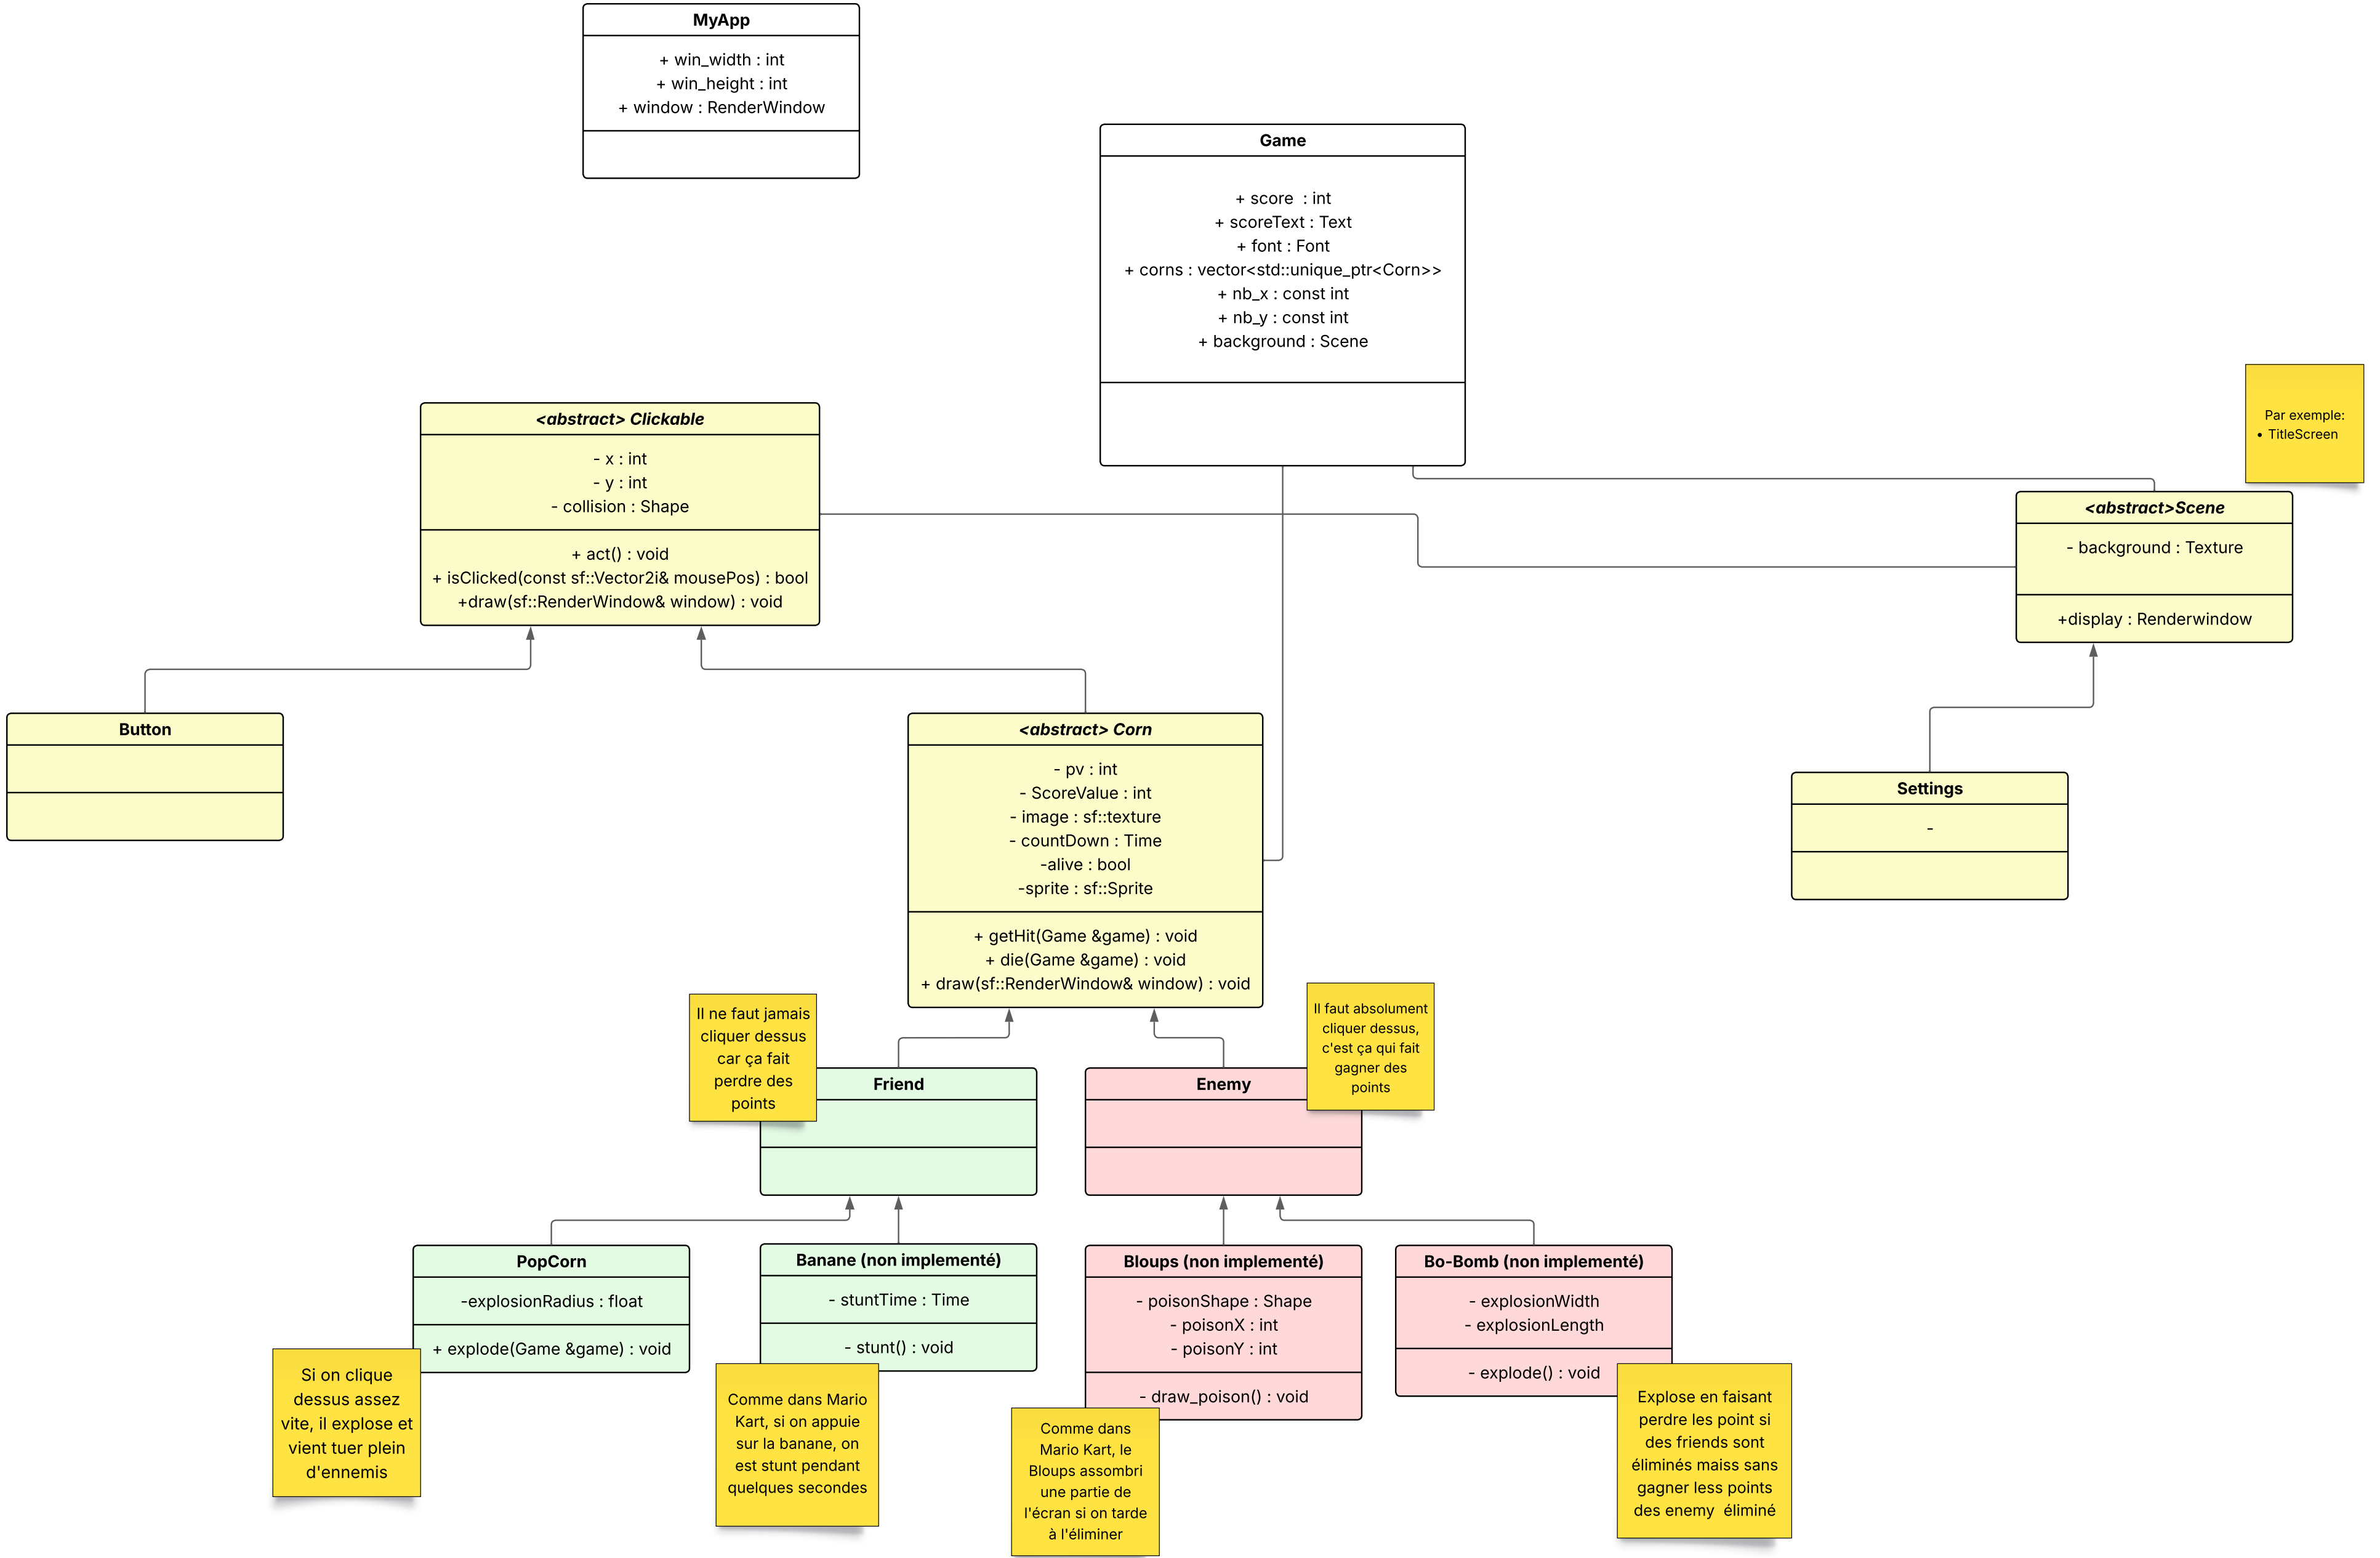 MyApp
+ win_width : int
+ win_height : int
+ window : RenderWindow
Game
+ score  : int
+ scoreText : Text
+ font : Font
+ corns : vector<std::unique_ptr<Corn>>
+ nb_x : const int
+ nb_y : const int
+ background : Scene
Par exemple:
• TitleScreen
<abstract> Clickable
- x : int
- y : int
- collision : Shape
+ act() : void
+ isClicked(const sf::Vector2i& mousePos) : bool
+draw(sf::RenderWindow& window) : void
<abstract>Scene
- background : Texture
+display : Renderwindow
Button
<abstract> Corn
- pv : int
- ScoreValue : int
- image : sf::texture
- countDown : Time
-alive : bool
-sprite : sf::Sprite
+ getHit(Game &game) : void
+ die(Game &game) : void
+ draw(sf::RenderWindow& window) : void
Settings
-
Il ne faut jamais
cliquer dessus
car ça fait
perdre des
points
Friend
Enemy
Il faut absolument
cliquer dessus,
c'est ça qui fait
gagner des
points
PopCorn
-explosionRadius : float
+ explode(Game &game) : void
Si on clique
dessus assez
vite, il explose et
vient tuer plein
d'ennemis
Banane (non implementé)
- stuntTime : Time
- stunt() : void
Comme dans Mario
Kart, si on appuie
sur la banane, on
est stunt pendant
quelques secondes
Bloups (non implementé)
- poisonShape : Shape
- poisonX : int
- poisonY : int
- draw_poison() : void
Comme dans
Mario Kart, le
Bloups assombri
une partie de
l'écran si on tarde
à l'éliminer
Bo-Bomb (non implementé)
- explosionWidth
- explosionLength
- explode() : void
Explose en faisant
perdre les point si
des friends sont
éliminés maiss sans
gagner less points
des enemy  éliminé